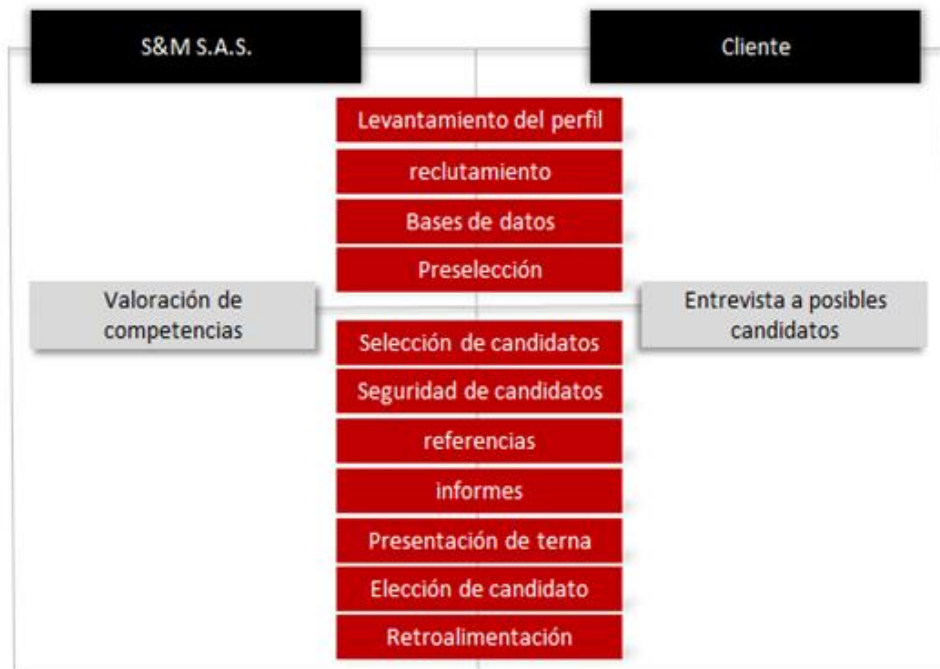 S&M S.A.S.
Cliente
Levantamiento del perfil
reclutamiento
Bases de datos
Preselección
Valoración de
competencias
Entrevista a posibles
candidatos
Selección de candidatos
Seguridad de candidatos
referencias
informes
Presentación de terna
Elección de candidato
Retroalimentación